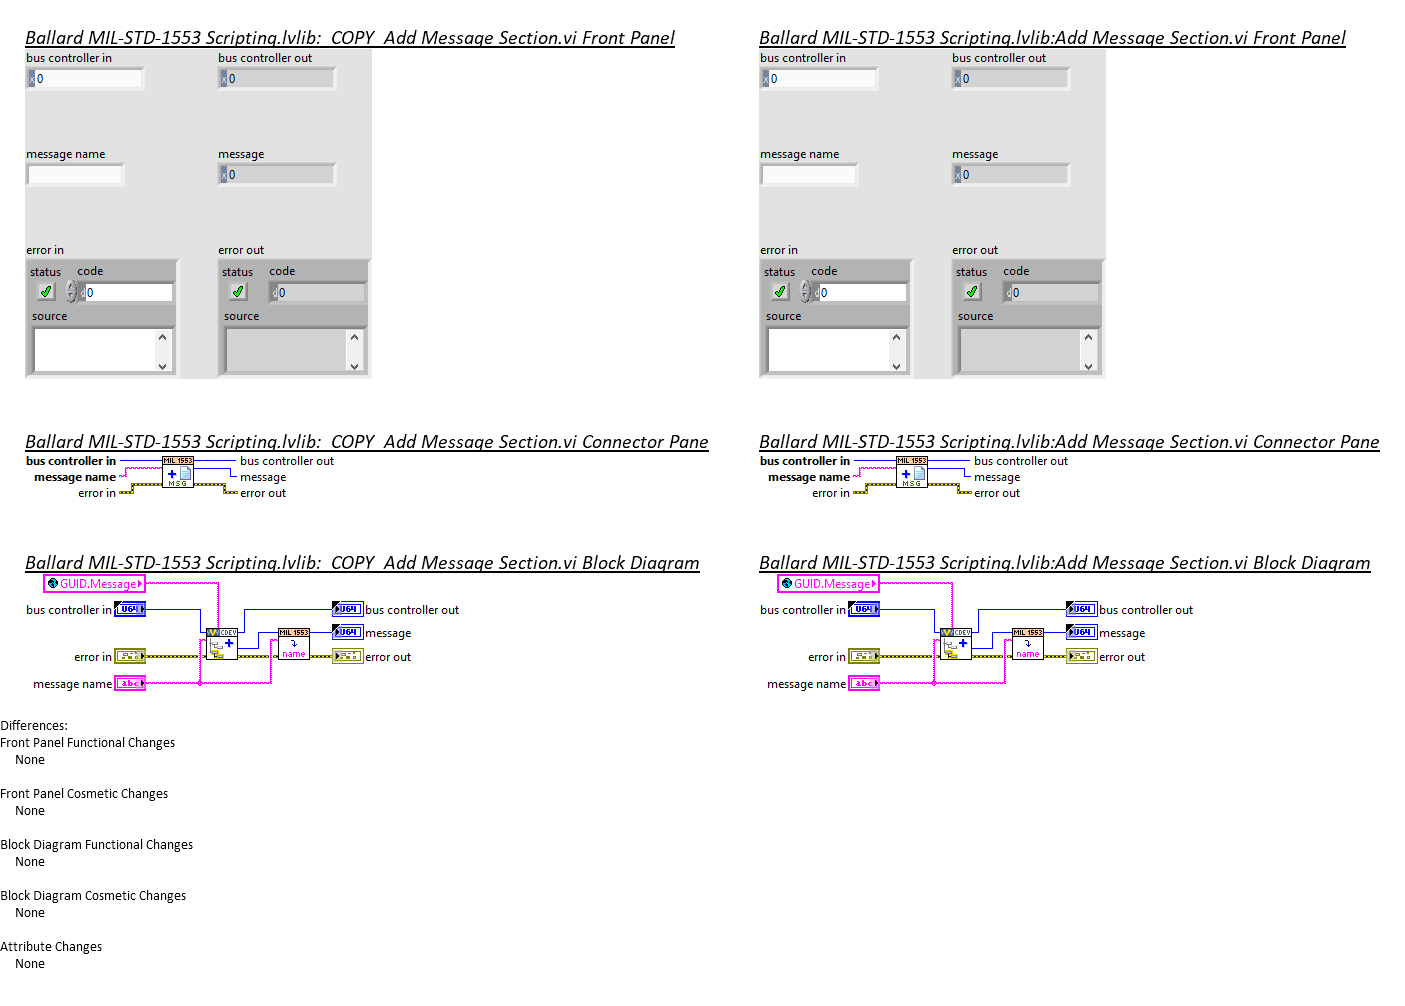 Ballard MIL-STD-1553 Scripting.lvlib:  COPY  Add Message Section.vi Front Panel
bus controller in
bus controller out
x 0
x 0
message name
message
x 0
error in
error out
status
code
status
code
d 0
d 0
source
source
Ballard MIL-STD-1553 Scripting.lvlib:Add Message Section.vi Front Panel
bus controller in
bus controller out
x 0
x 0
message name
message
x 0
error in
error out
status
code
status
code
d 0
d 0
source
source
Ballard MIL-STD-1553 Scripting.lvlib:  COPY  Add Message Section.vi Connector Pane
bus controller in
message name
error in
MIL 1553
MSG
bus controller out
message
error out
Ballard MIL-STD-1553 Scripting.lvlib:Add Message Section.vi Connector Pane
bus controller in
message name
error in
MIL 1553
MSG
bus controller out
message
error out
Ballard MIL-STD-1553 Scripting.lvlib:  COPY  Add Message Section.vi Block Diagram
GUID.Message
bus controller in
U64
error in
message name
abc
CDEV
MIL 1553
name
U64
bus controller out
U64
message
error out
Ballard MIL-STD-1553 Scripting.lvlib:Add Message Section.vi Block Diagram
GUID.Message
bus controller in
U64
error in
message name
abc
CDEV
MIL 1553
name
U64
bus controller out
U64
message
error out
Differences:
Front Panel Functional Changes
None
Front Panel Cosmetic Changes
None
Block Diagram Functional Changes
None
Block Diagram Cosmetic Changes
None
Attribute Changes
None